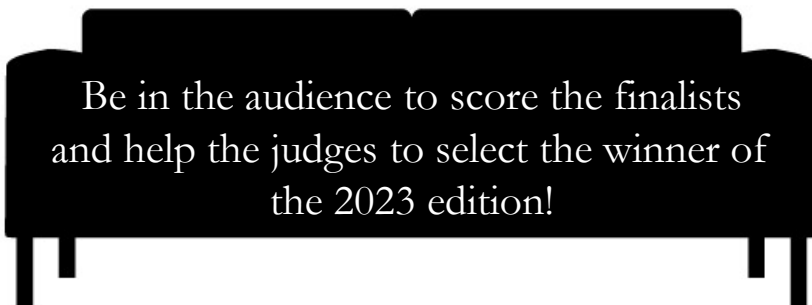 Be in the audience to score the finalists
and help the judges to select the winner of
the 2023 edition!